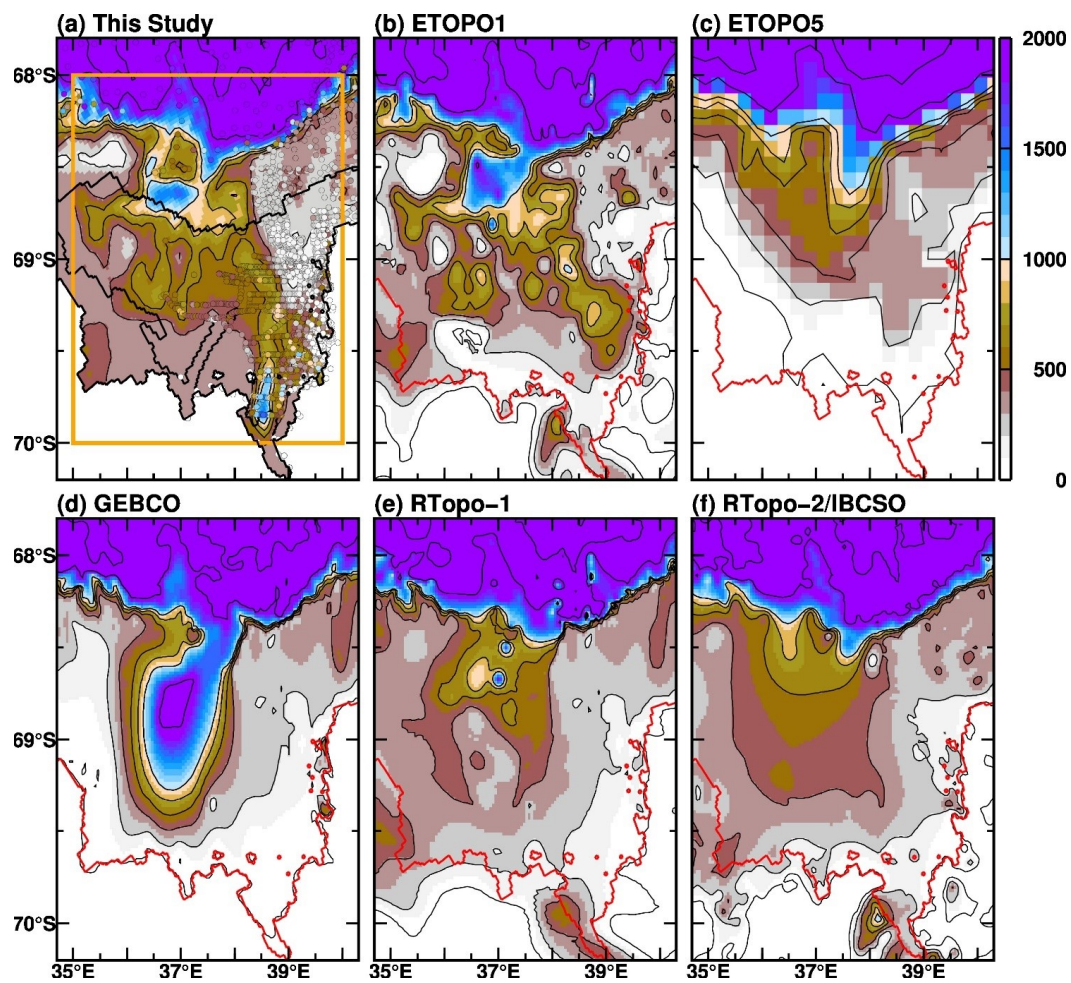 (a) This Study
(b) ETOPO1
(c) ETOPO5
2000
1500
1000
500
0
68°S
69°S
70°S
(d) GEBCO
(e) RTopo-1
(f) RTopo-2/IBCSO
68°S
69°S
70°S
35°E 37°E 39°E
35°E 37°E 39°E
35°E 37°E 39°E